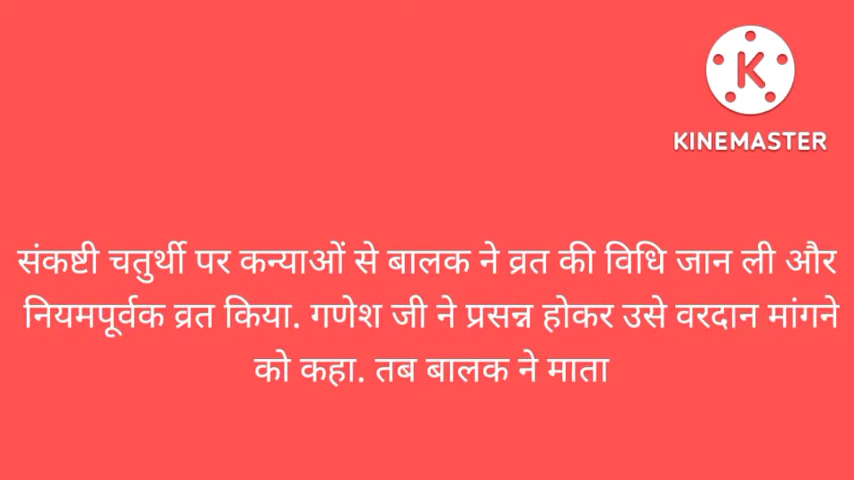 K
KINEMASTER
संकष्टी चतुर्थी पर कन्याओं से बालक ने व्रत की विधि जान ली और
नियमपूर्वक व्रत किया. गणेश जी ने प्रसन्न होकर उसे वरदान मांगने
को कहा. तब बालक ने माता